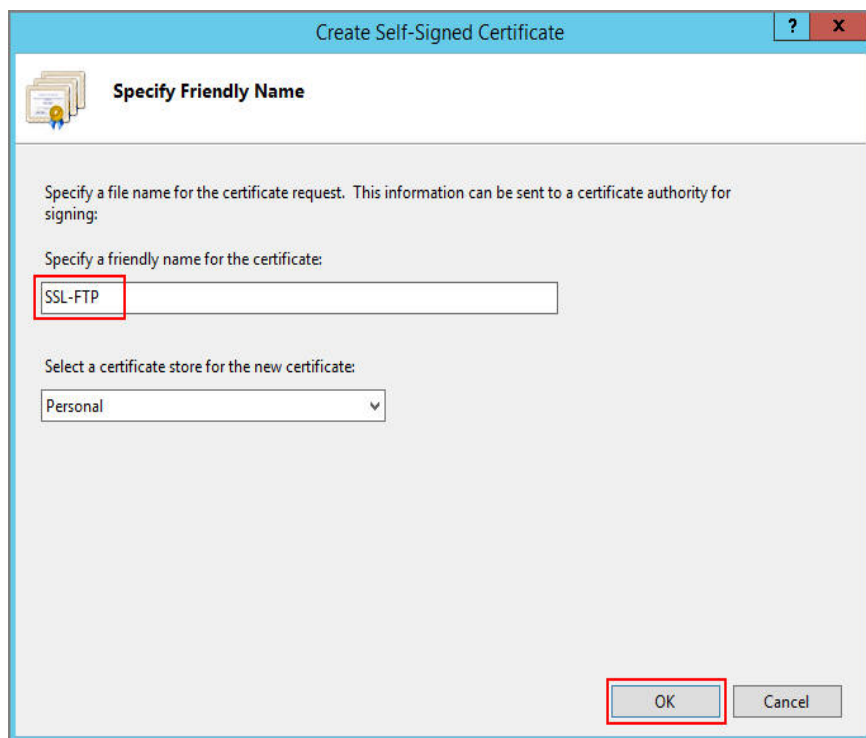 Create Self-Signed Certificate
?
x
Specify Friendly Name
Specify a file name for the certificate request. This information can be sent to a certificate authority for
signing:
Specify a friendly name for the certificate:
SSL-FTP
Select a certificate store for the new certificate:
Personal
OK
Cancel